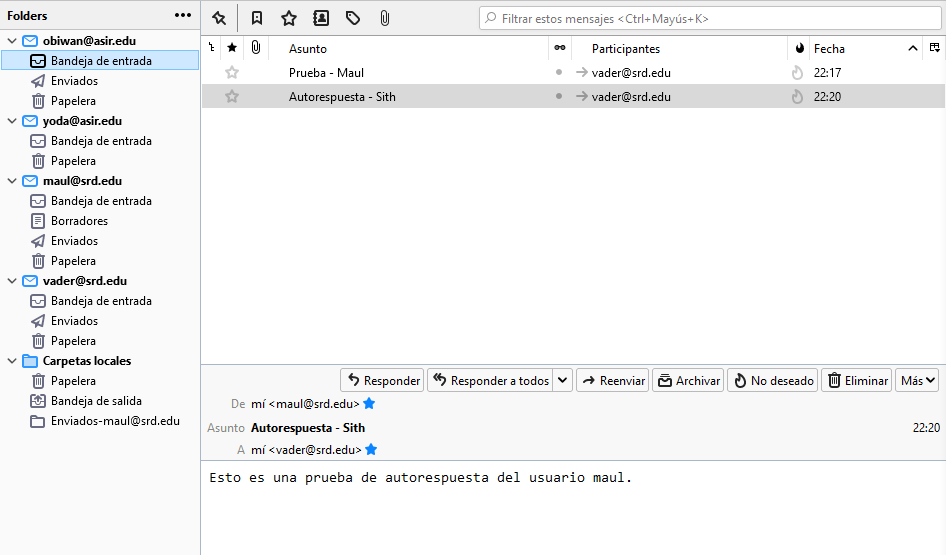 Folders
obiwan@asir.edu
Bandeja de entrada
Enviados
Papelera
yoda@asir.edu
Bandeja de entrada
Papelera
maul@srd.edu
Bandeja de entrada
Borradores
Enviados
Papelera
vader@srd.edu
Bandeja de entrada
Enviados
Papelera
Carpetas locales
Papelera
Bandeja de salida
Enviados-maul@srd.edu
Filtrar estos mensajes <Ctrl+Mayús+K>
Asunto Participantes Fecha
Prueba - Maul vader@srd.edu 22:17
Autorespuesta - Sith vader@srd.edu 22:20
Responder Responder a todos Reenviar Archivar No deseado Eliminar Más
De mí <maul@srd.edu>
Asunto Autorespuesta - Sith 22:20
A mí <vader@srd.edu>
Esto es una prueba de autorespuesta del usuario maul.